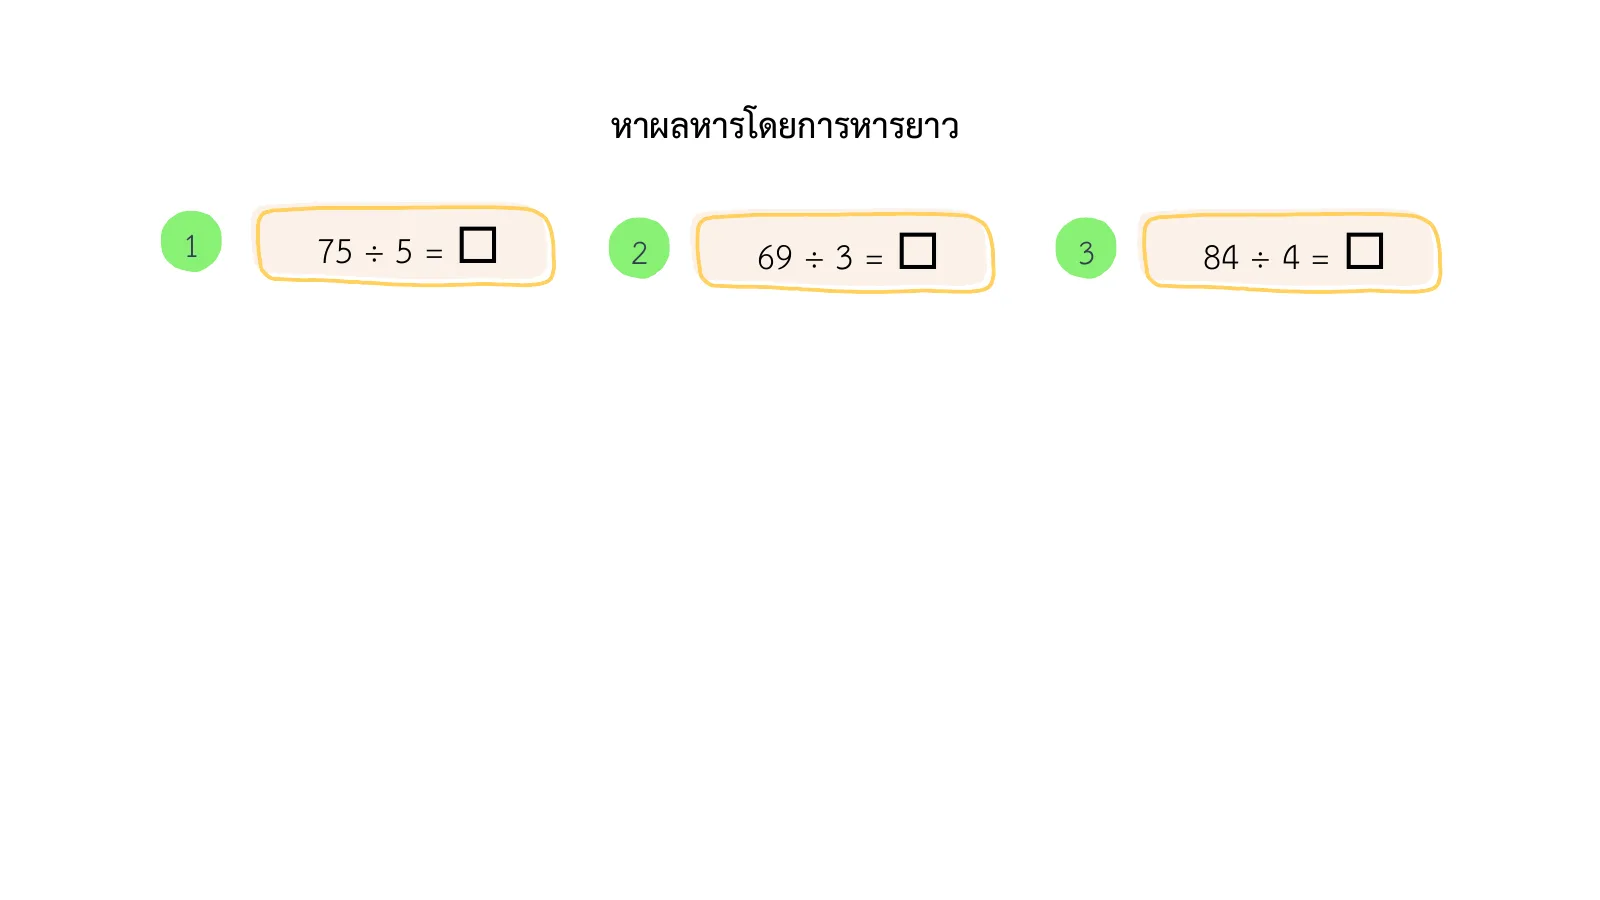 หาผลหารโดยการหารยาว
1 75 ÷ 5 = □
2 69 ÷ 3 = □
3 84 ÷ 4 = □